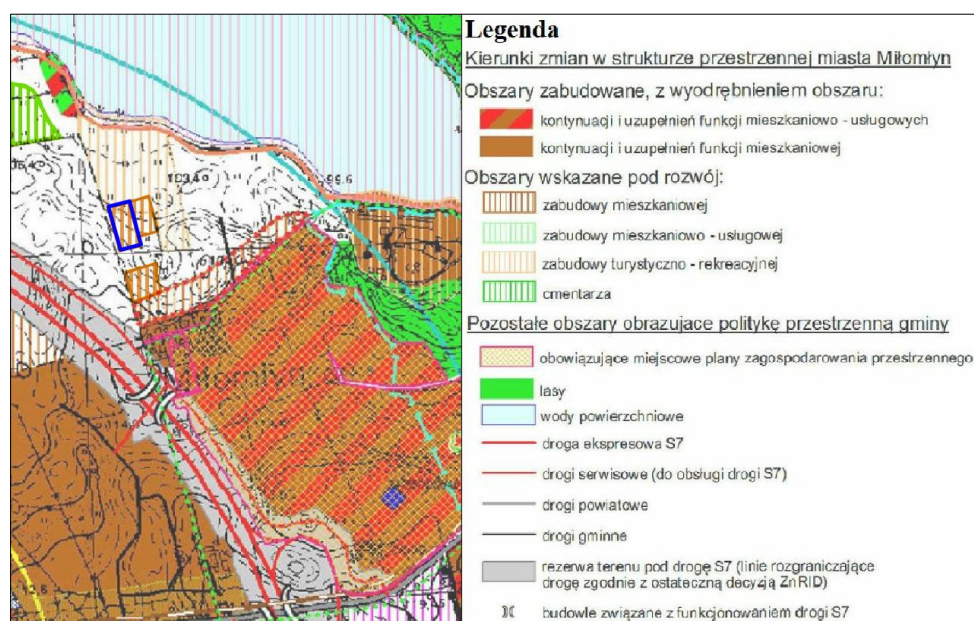 Legenda
Kierunki zmian w strukturze przestrzennej miasta Miłomłyn
Obszary zabudowane, z wyodrębnieniem obszaru:
kontynuacji i uzupełnień funkcji mieszkaniowo - usługowych
kontynuacji i uzupełnień funkcji mieszkaniowej
Obszary wskazane pod rozwój:
zabudowy mieszkaniowej
zabudowy mieszkaniowo - usługowej
zabudowy turystyczno - rekreacyjnej
cmentarza
Pozostałe obszary obrazujace politykę przestrzenną gminy
obowiązujące miejscowe plany zagospodarowania przestrzennego
lasy
wody powierzchniowe
droga ekspresowa S7
drogi serwisowe (do obsługi drogi S7)
drogi powiatowe
drogi gminne
rezerwa terenu pod drogę S7 (linie rozgraniczające
drogę zgodnie z ostateczną decyzją ZnRID)
budowle związane z funkcjonowaniem drogi S7
99.6